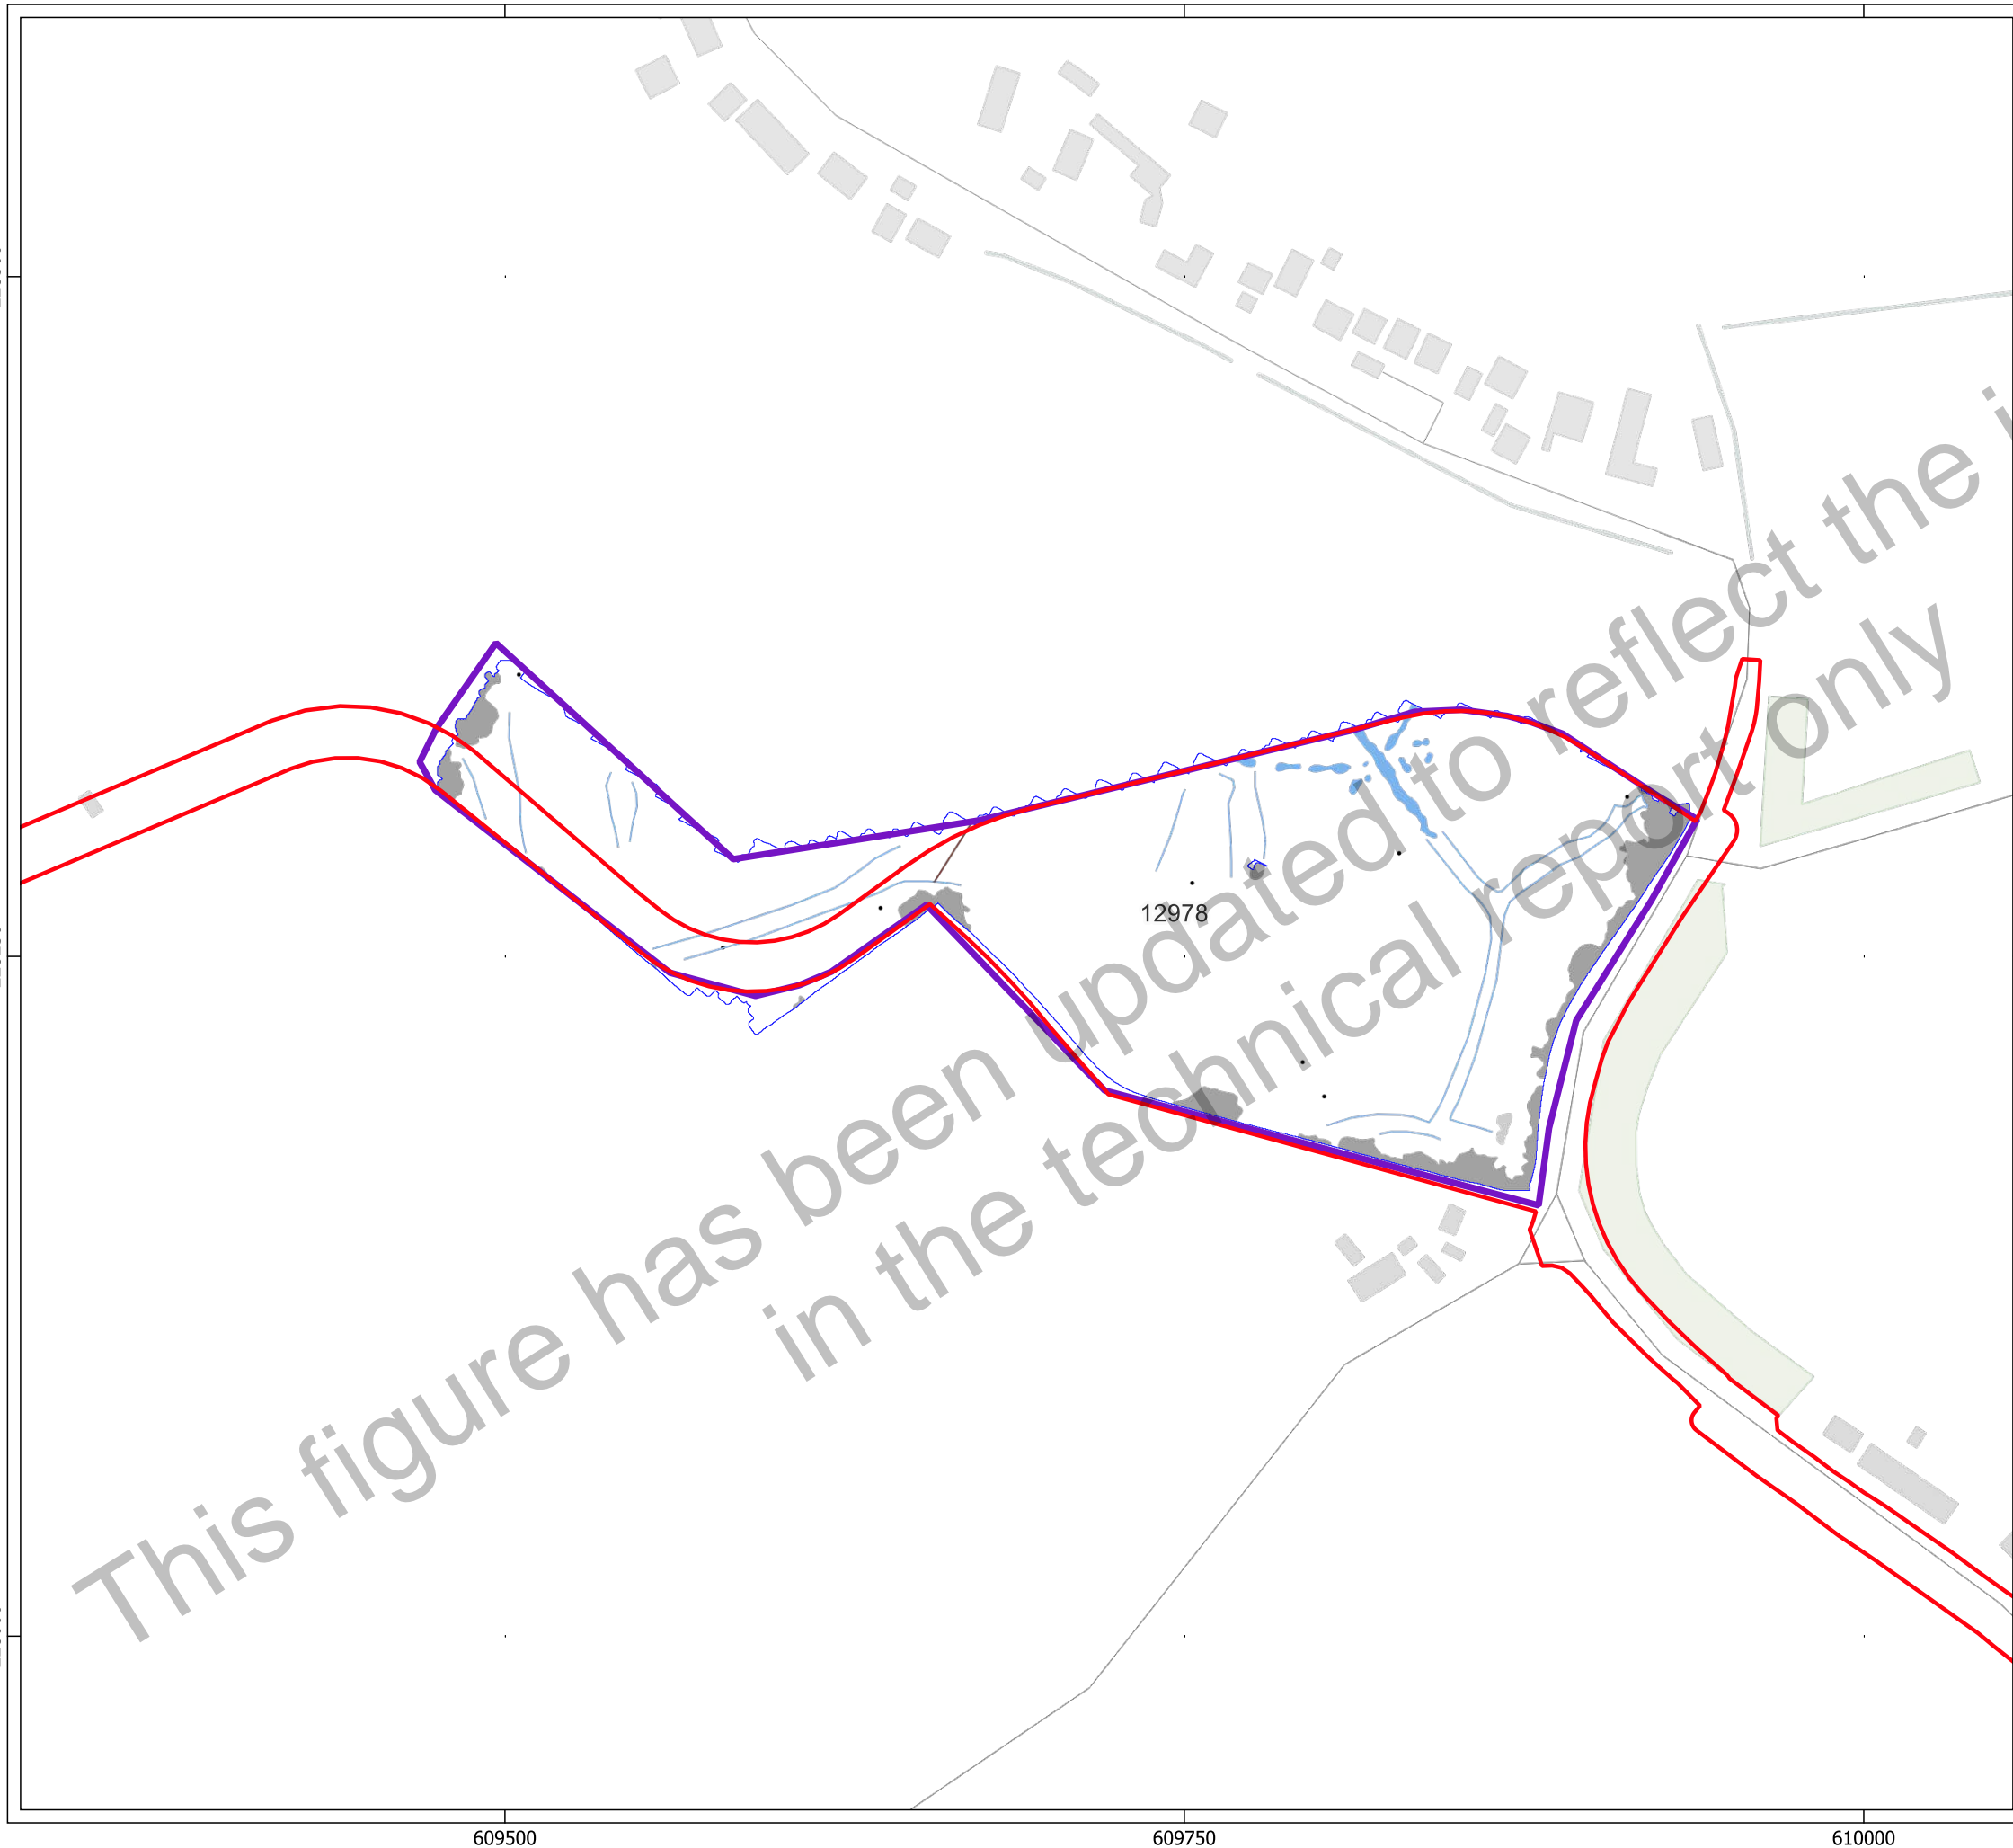 This figure has been updated to reflect the i
in the technical report only
12978
609500
609750
610000